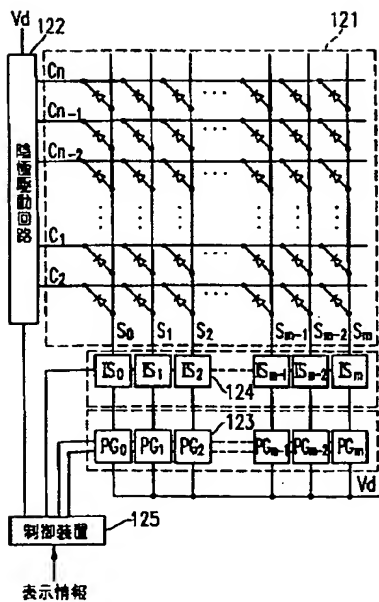 Vd
122
121
Cn
Cn-1
Cn-2
陰極駆動回路
C₁
C₂
S₀ S₁ S₂ Sm-1 Sm-2 Sm
IS₀ IS₁ IS₂ ISm-1 ISm-2 ISm
124
123
PG₀ PG₁ PG₂ PGm-1 PGm-2 PGm
Vd
制御装置
125
表示情報